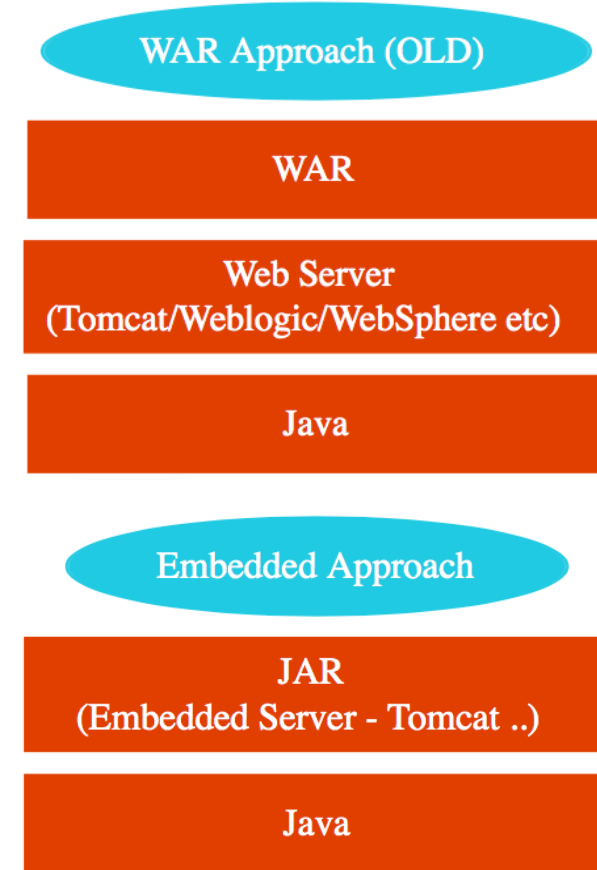 WAR Approach (OLD)
WAR
Web Server
(Tomcat/Weblogic/WebSphere etc)
Java
Embedded Approach
JAR
(Embedded Server - Tomcat ..)
Java